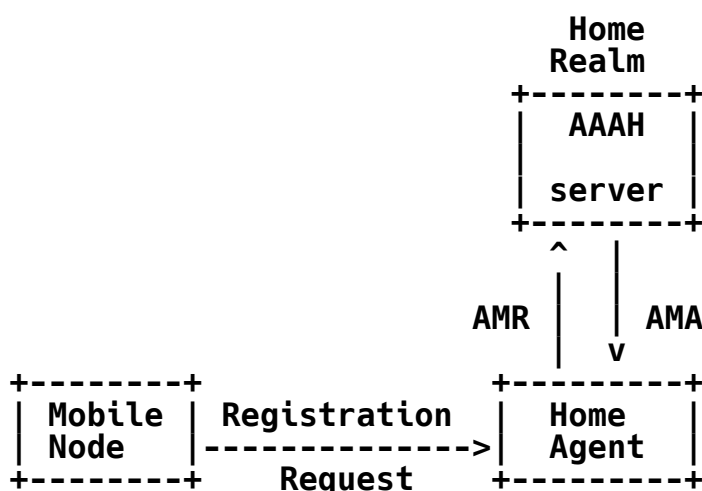 Home
Realm
+--------+
| AAAH |
| |
| server |
+--------+
^ |
| |
AMR | | AMA
| v
+--------+ +---------+
| Mobile | Registration | Home |
| Node |-------------->| Agent |
+--------+ Request +---------+